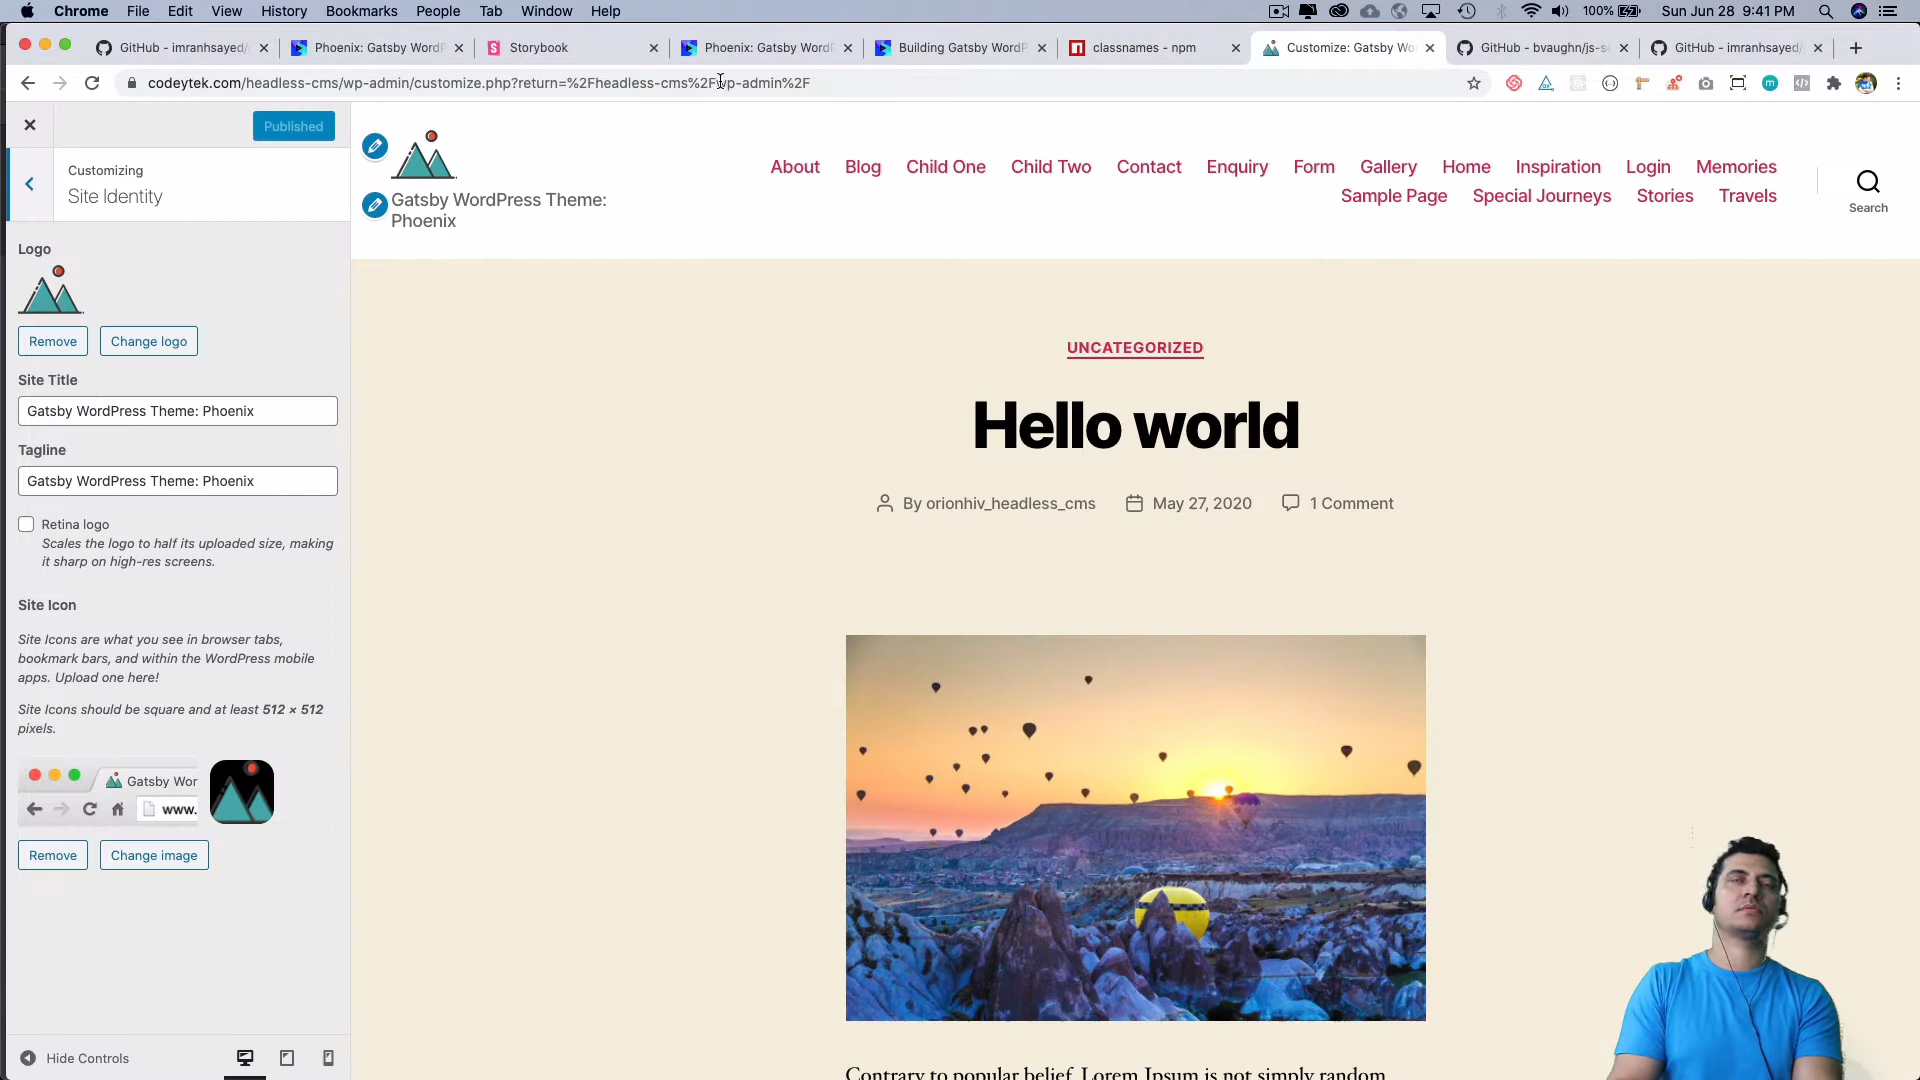 Chrome File Edit View History Bookmarks People Tab Window Help
100% Sun Jun 28 9:41 PM
GitHub - imranhsayed/
Phoenix: Gatsby WordP
Storybook
Phoenix: Gatsby WordP
Building Gatsby WordP
classnames - npm
Customize: Gatsby Wo
GitHub - bvaughn/js-se
GitHub - imranhsayed/
codeytek.com/headless-cms/wp-admin/customize.php?return=%2Fheadless-cms%2Fwp-admin%2F
Published
Customizing
Site Identity
Logo
Remove
Change logo
Site Title
Gatsby WordPress Theme: Phoenix
Tagline
Gatsby WordPress Theme: Phoenix
Retina logo
Scales the logo to half its uploaded size, making
it sharp on high-res screens.
Site Icon
Site Icons are what you see in browser tabs,
bookmark bars, and within the WordPress mobile
apps. Upload one here!
Site Icons should be square and at least 512 × 512
pixels.
Gatsby Wor
www.
Remove
Change image
Hide Controls
Gatsby WordPress Theme:
Phoenix
About Blog Child One Child Two Contact Enquiry Form Gallery Home Inspiration Login Memories
Sample Page Special Journeys Stories Travels
Search
UNCATEGORIZED
Hello world
By orionhiv_headless_cms
May 27, 2020
1 Comment
Contrary to popular belief, Lorem Ipsum is not simply random